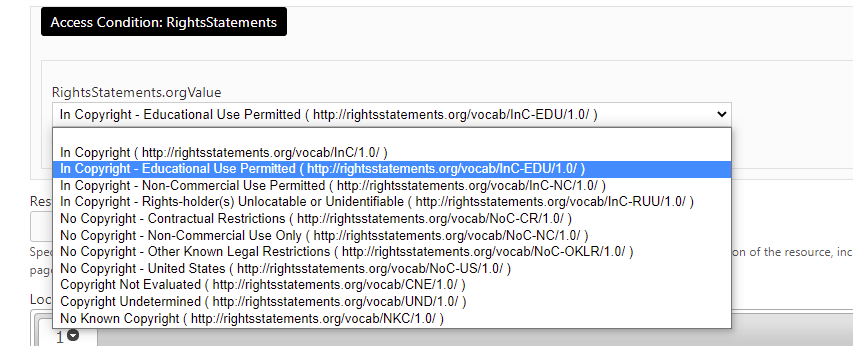 Access Condition: RightsStatements
RightsStatements.orgValue
In Copyright - Educational Use Permitted ( http://rightsstatements.org/vocab/InC-EDU/1.0/ )
In Copyright ( http://rightsstatements.org/vocab/InC/1.0/ )
In Copyright - Educational Use Permitted ( http://rightsstatements.org/vocab/InC-EDU/1.0/ )
In Copyright - Non-Commercial Use Permitted ( http://rightsstatements.org/vocab/InC-NC/1.0/ )
In Copyright - Rights-holder(s) Unlocatable or Unidentifiable ( http://rightsstatements.org/vocab/InC-RUU/1.0/ )
Res
No Copyright - Contractual Restrictions ( http://rightsstatements.org/vocab/NoC-CR/1.0/ )
No Copyright - Non-Commercial Use Only ( http://rightsstatements.org/vocab/NoC-NC/1.0/ )
Spec
No Copyright - Other Known Legal Restrictions ( http://rightsstatements.org/vocab/NoC-OKLR/1.0/ )
on of the resource, inc
page
No Copyright - United States ( http://rightsstatements.org/vocab/NoC-US/1.0/ )
Copyright Not Evaluated ( http://rightsstatements.org/vocab/CNE/1.0/ )
Loc
Copyright Undetermined ( http://rightsstatements.org/vocab/UND/1.0/ )
No Known Copyright ( http://rightsstatements.org/vocab/NKC/1.0/ )
1